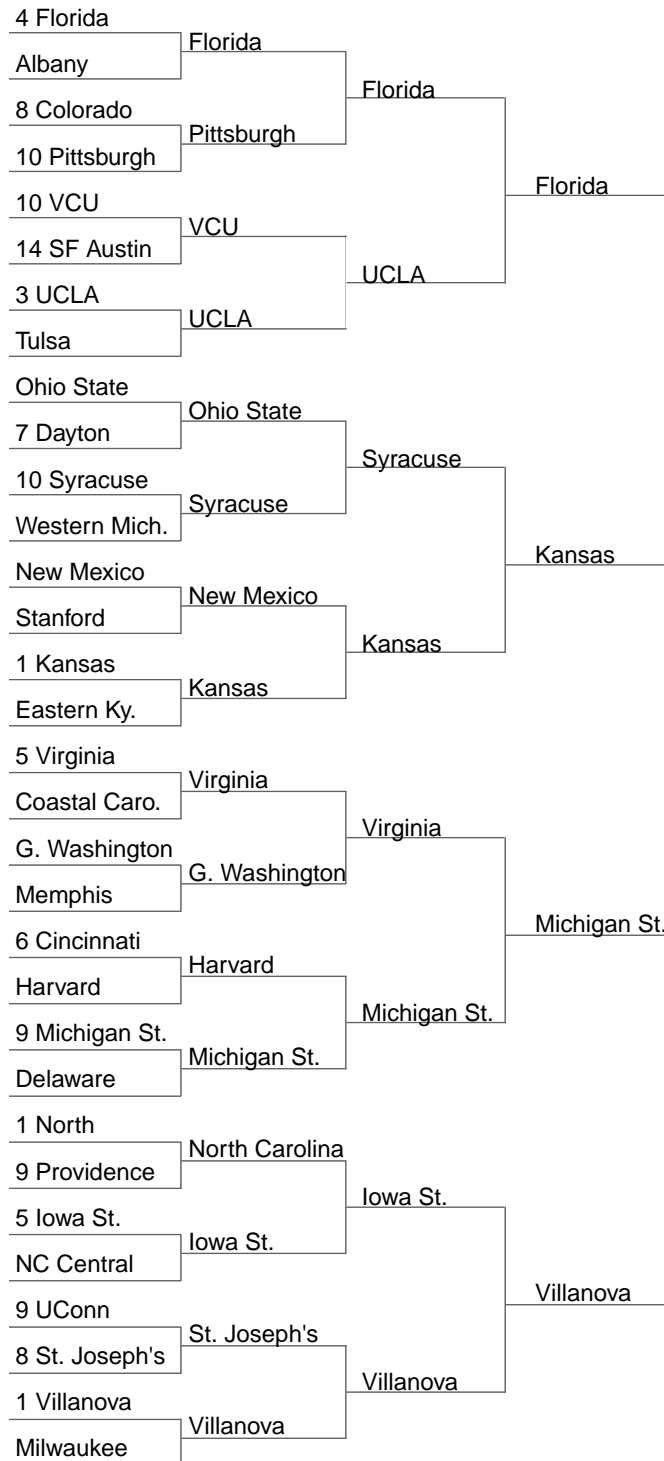 4 Florida
Florida
Albany
Florida
8 Colorado
Pittsburgh
10 Pittsburgh
Florida
10 VCU
VCU
14 SF Austin
UCLA
3 UCLA
UCLA
Tulsa
Ohio State
Ohio State
7 Dayton
Syracuse
10 Syracuse
Syracuse
Western Mich.
Kansas
New Mexico
New Mexico
Stanford
Kansas
1 Kansas
Kansas
Eastern Ky.
5 Virginia
Virginia
Coastal Caro.
Virginia
G. Washington
G. Washington
Memphis
Michigan St.
6 Cincinnati
Harvard
Harvard
Michigan St.
9 Michigan St.
Michigan St.
Delaware
1 North
North Carolina
9 Providence
Iowa St.
5 Iowa St.
Iowa St.
NC Central
Villanova
9 UConn
St. Joseph's
8 St. Joseph's
Villanova
1 Villanova
Villanova
Milwaukee